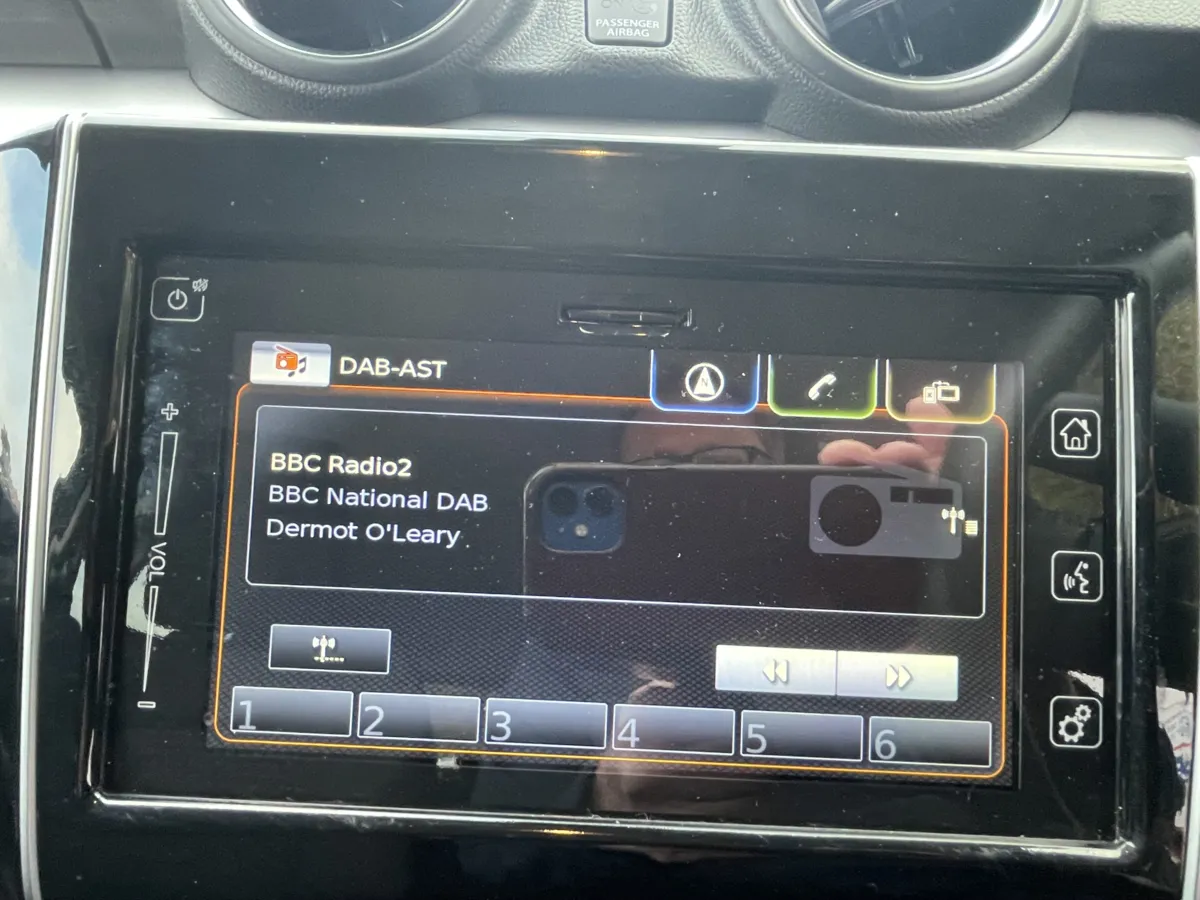 PASSENGER
AIRBAG
DAB-AST
N
BBC Radio2
BBC National DAB
Dermot O'Leary
+
VOL
–
1
2
3
4
5
6